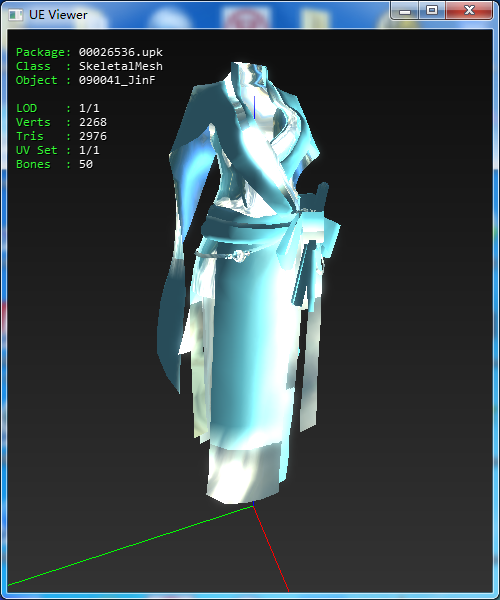 UE Viewer
Package: 00026536.upk
Class : SkeletalMesh
Object : 090041_JinF
LOD : 1/1
Verts : 2268
Tris : 2976
UV Set : 1/1
Bones : 50